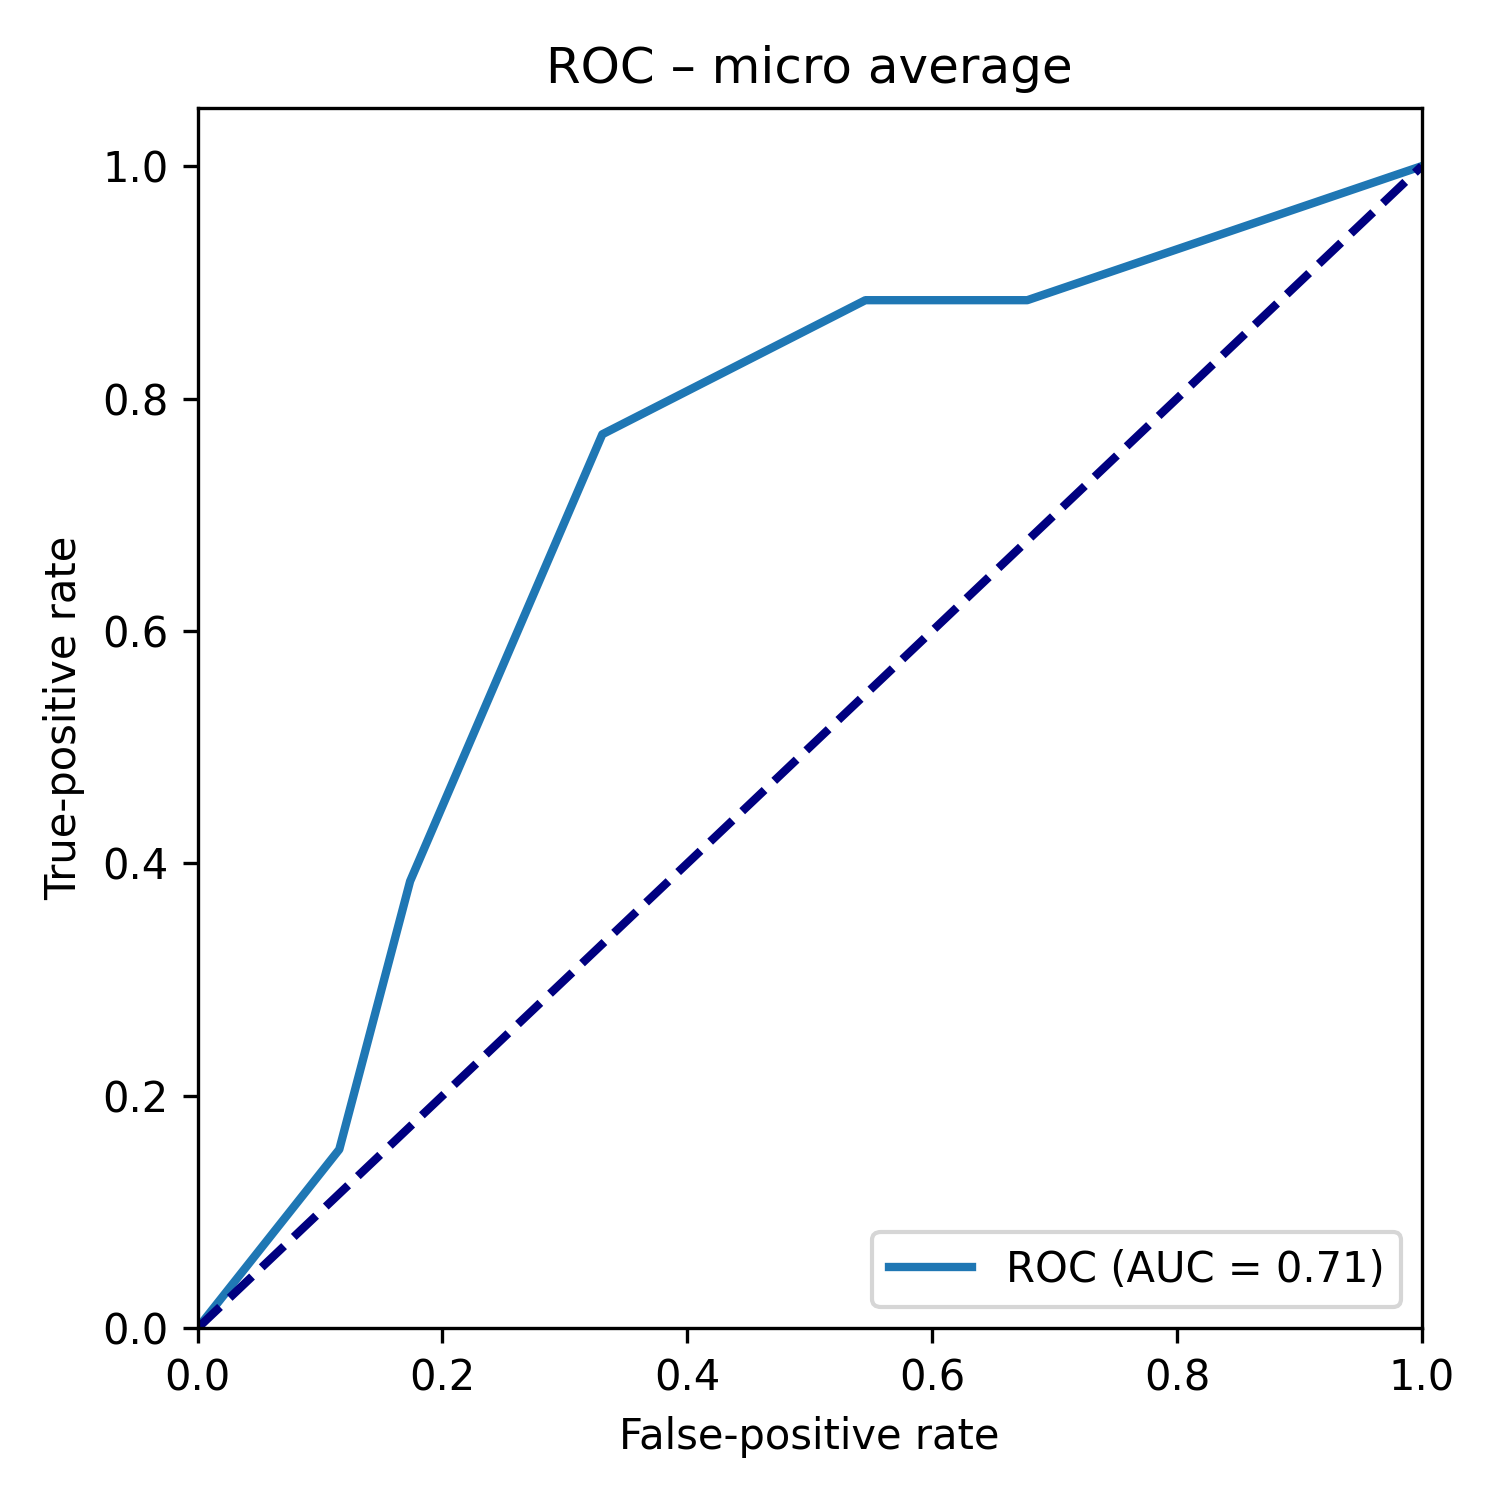 ROC – micro average
1.0
0.8
0.6
0.4
0.2
0.0
True-positive rate
0.0 0.2 0.4 0.6 0.8 1.0
False-positive rate
ROC (AUC = 0.71)